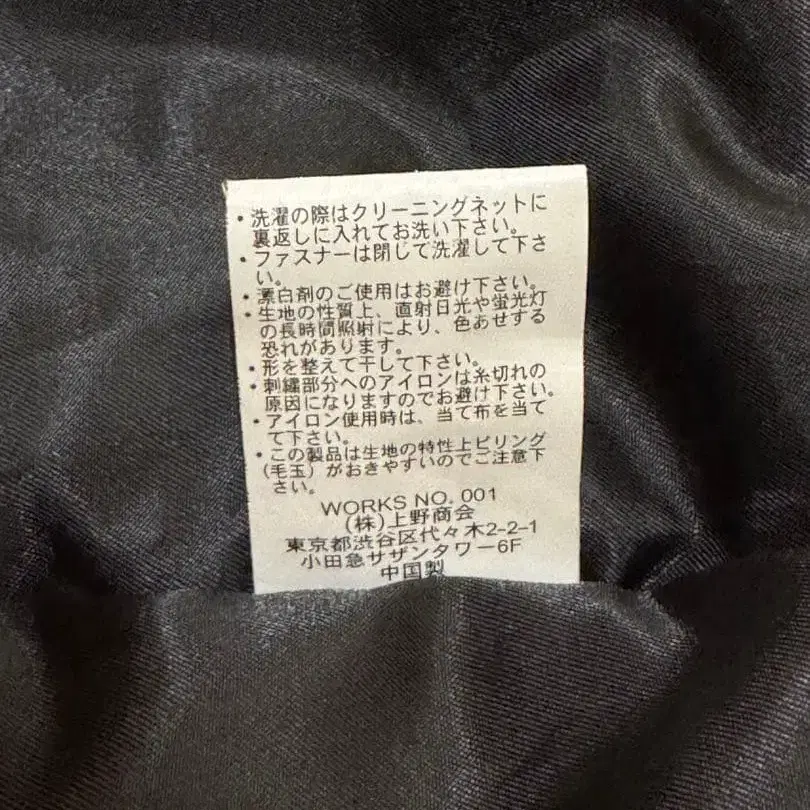 ・洗濯の際はクリーニングネットに
裏返しに入れてお洗い下さい。
・ファスナーは閉じて洗濯して下さ
い。
・漂白剤のご使用はお避け下さい。
・生地の性質上、直射日光や蛍光灯
の長時間照射により、色あせする
恐れがあります。
・形を整えて干して下さい。
・刺繍部分へのアイロンは糸切れの
原因になりますのでお避け下さい。
・アイロン使用時は、当て布を当て
て下さい。
・この製品は生地の特性上ピリング
(毛玉)がおきやすいのでご注意下
さい。
WORKS NO. 001
(株)上野商会
東京都渋谷区代々木2-2-1
小田急サザンタワー6F
中国製